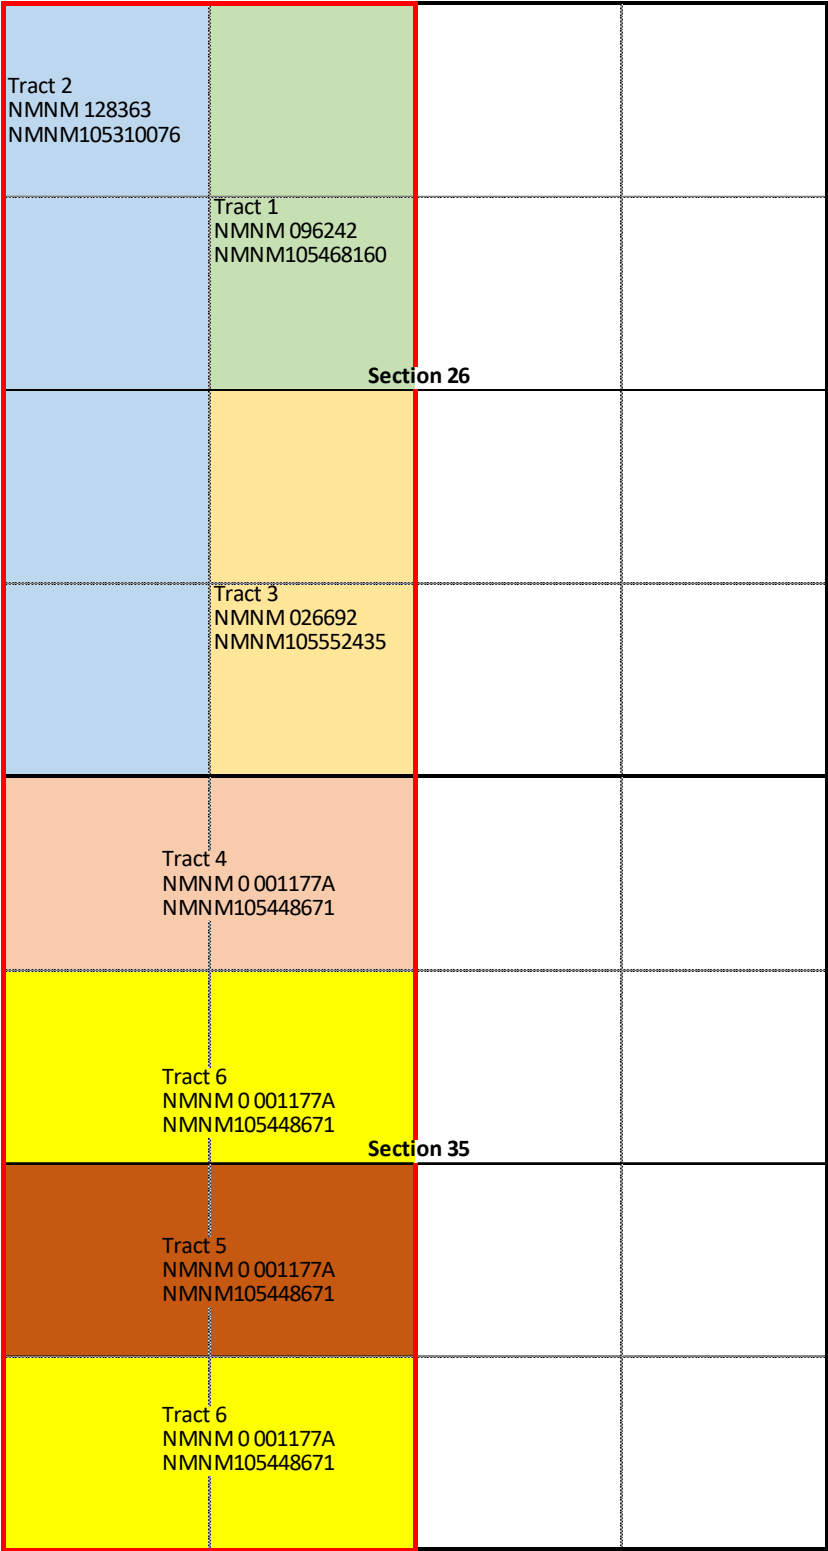 Tract 2
NMNM 128363
NMNM105310076
Tract 1
NMNM 096242
NMNM105468160
Section 26
Tract 3
NMNM 026692
NMNM105552435
Tract 4
NMNM 0 001177A
NMNM105448671
Tract 6
NMNM 0 001177A
NMNM105448671
Section 35
Tract 5
NMNM 0 001177A
NMNM105448671
Tract 6
NMNM 0 001177A
NMNM105448671